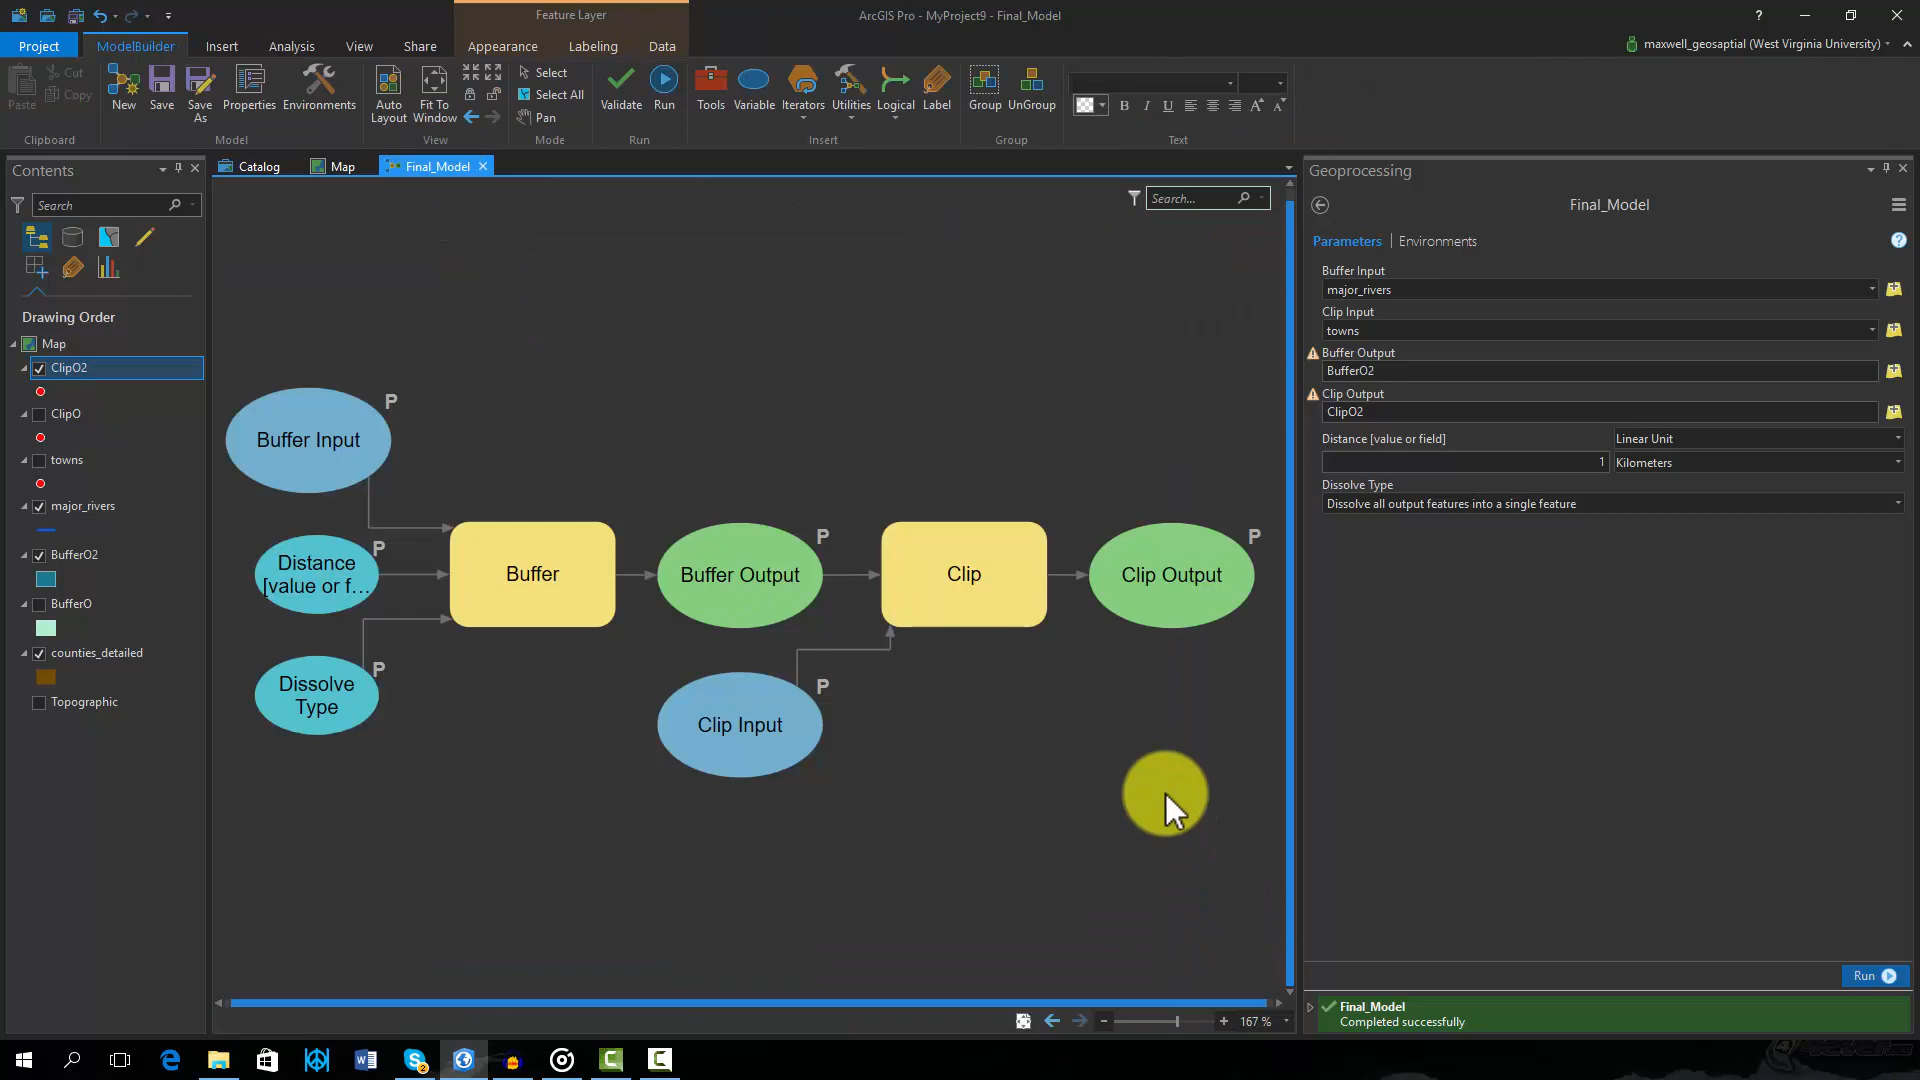 Feature Layer
ArcGIS Pro - MyProject9 - Final_Model
?
Project
ModelBuilder
Insert
Analysis
View
Share
Appearance
Labeling
Data
maxwell_geosaptial (West Virginia University)
Paste
Cut
Copy
New
Save
Save As
Properties
Environments
Auto Layout
Fit To Window
Select
Select All
Pan
Validate
Run
Tools
Variable
Iterators
Utilities
Logical
Label
Group
UnGroup
B I U
A A
Clipboard
Model
View
Mode
Run
Insert
Group
Text
Contents
Search
Drawing Order
Map
ClipO2
ClipO
towns
major_rivers
BufferO2
BufferO
counties_detailed
Topographic
Catalog
Map
Final_Model
Search...
Buffer Input
P
Distance
[value or f...
P
Dissolve
Type
P
Buffer
Buffer Output
P
Clip
Clip Input
P
Clip Output
P
167 %
Geoprocessing
Final_Model
Parameters | Environments
?
Buffer Input
major_rivers
Clip Input
towns
Buffer Output
BufferO2
Clip Output
ClipO2
Distance [value or field]
Linear Unit
1
Kilometers
Dissolve Type
Dissolve all output features into a single feature
Run
Final_Model
Completed successfully